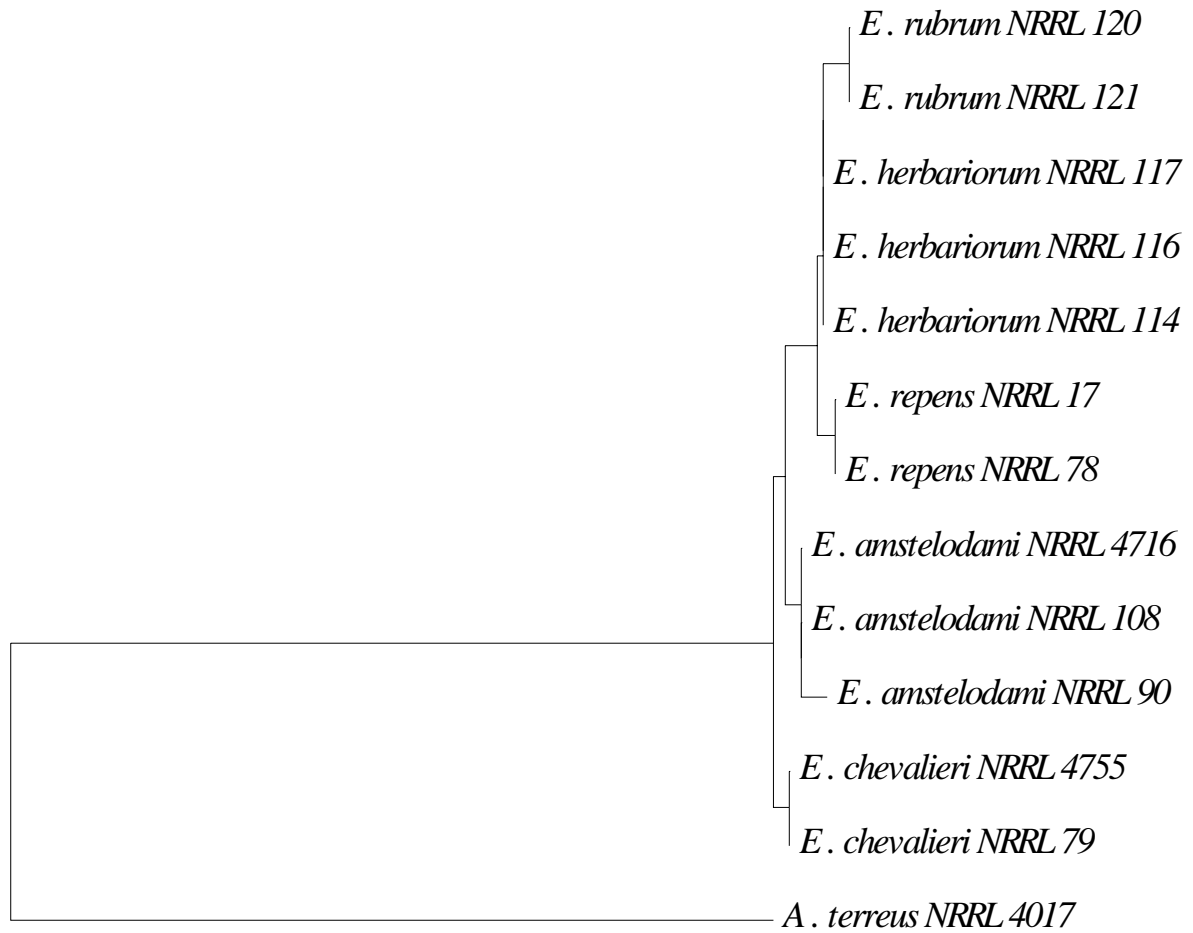 E. rubrum NRRL 120
E. rubrum NRRL 121
E. herbariorum NRRL 117
E. herbariorum NRRL 116
E. herbariorum NRRL 114
E. repens NRRL 17
E. repens NRRL 78
E. amstelodami NRRL 4716
E. amstelodami NRRL 108
E. amstelodami NRRL 90
E. chevalieri NRRL 4755
E. chevalieri NRRL 79
A. terreus NRRL 4017